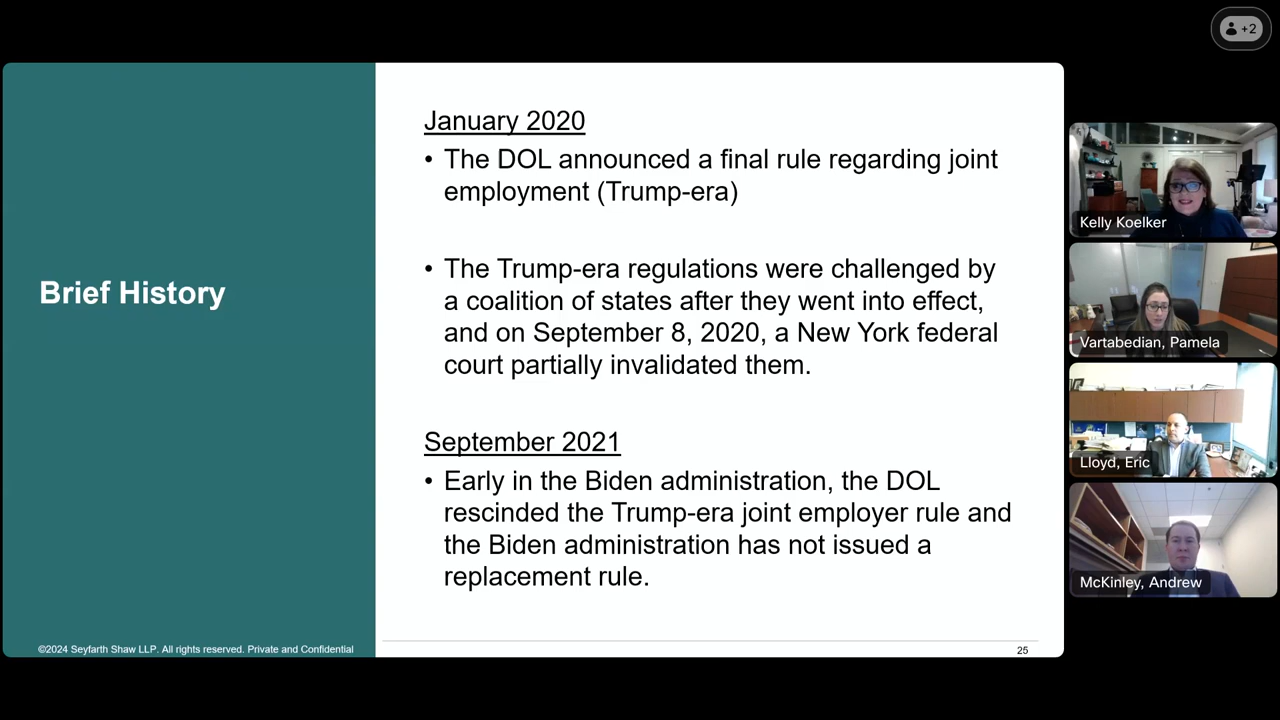 +2
Brief History
January 2020
• The DOL announced a final rule regarding joint
employment (Trump-era)
• The Trump-era regulations were challenged by
a coalition of states after they went into effect,
and on September 8, 2020, a New York federal
court partially invalidated them.
September 2021
• Early in the Biden administration, the DOL
rescinded the Trump-era joint employer rule and
the Biden administration has not issued a
replacement rule.
©2024 Seyfarth Shaw LLP. All rights reserved. Private and Confidential
25
Kelly Koelker
Vartabedian, Pamela
Lloyd, Eric
McKinley, Andrew